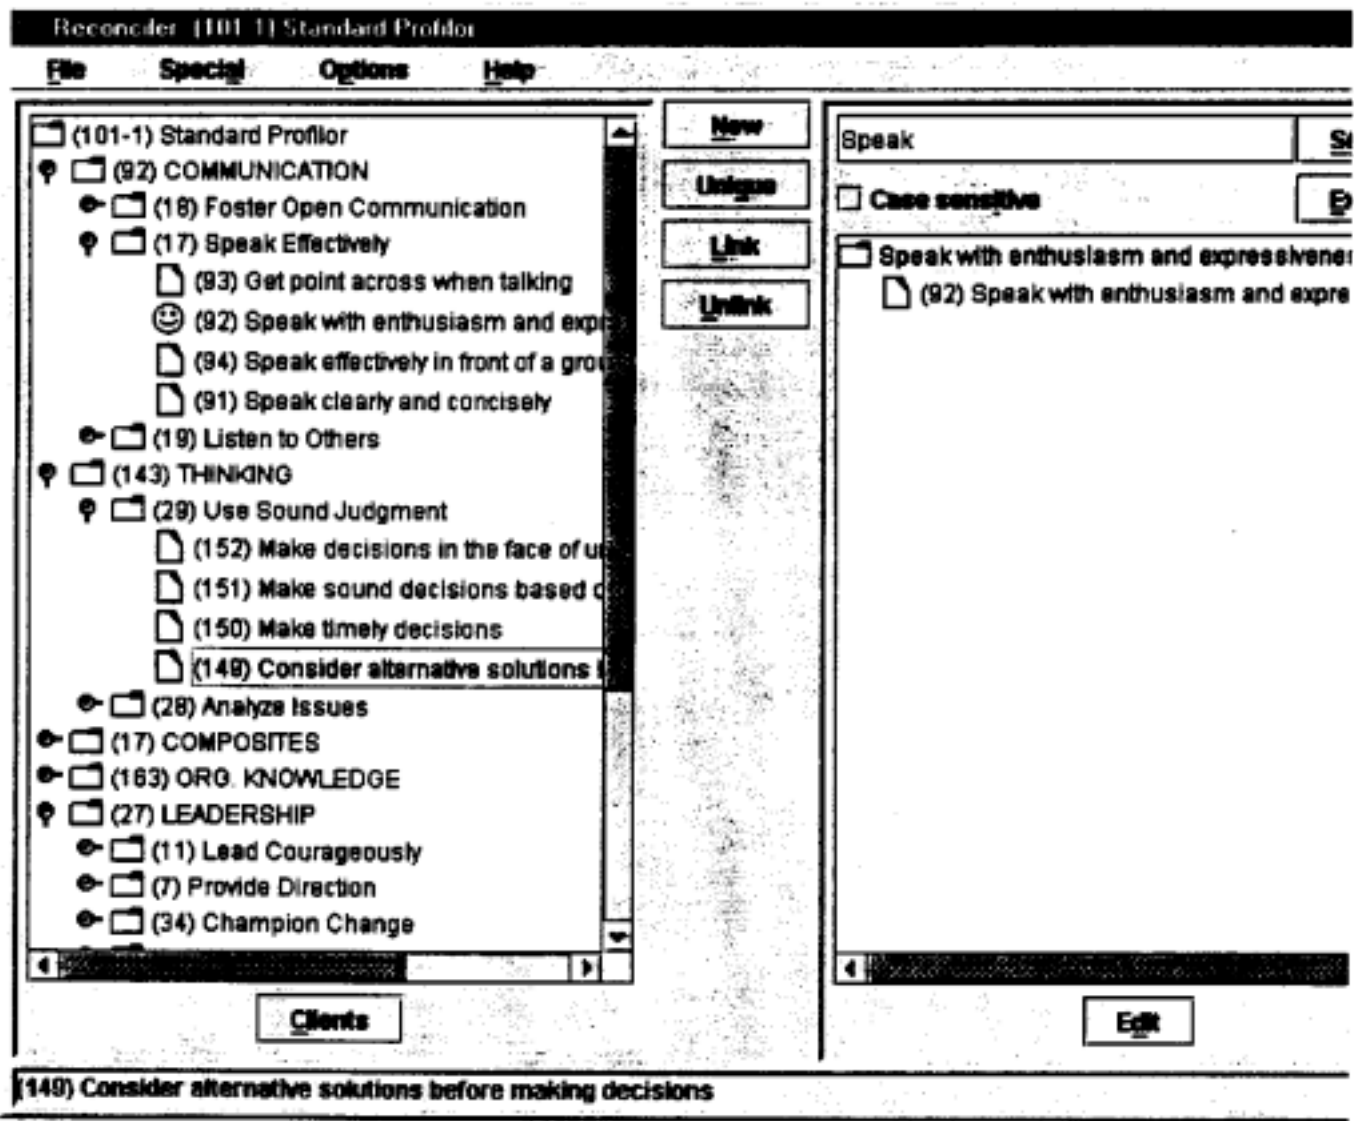 Reconciler (101 1) Standard Profilor
File Special Options Help
(101-1) Standard Profilor
(92) COMMUNICATION
(18) Foster Open Communication
(17) Speak Effectively
(93) Get point across when talking
(92) Speak with enthusiasm and expr
(94) Speak effectively in front of a grou
(91) Speak clearly and concisely
(19) Listen to Others
(143) THINKING
(29) Use Sound Judgment
(152) Make decisions in the face of un
(151) Make sound decisions based o
(150) Make timely decisions
(149) Consider alternative solutions
(28) Analyze Issues
(17) COMPOSITES
(163) ORG. KNOWLEDGE
(27) LEADERSHIP
(11) Lead Courageously
(7) Provide Direction
(34) Champion Change
Clients
New
Unique
Link
Unlink
Speak
Case sensitive
Speak with enthusiasm and expressivene
(92) Speak with enthusiasm and expre
Edit
(149) Consider alternative solutions before making decisions